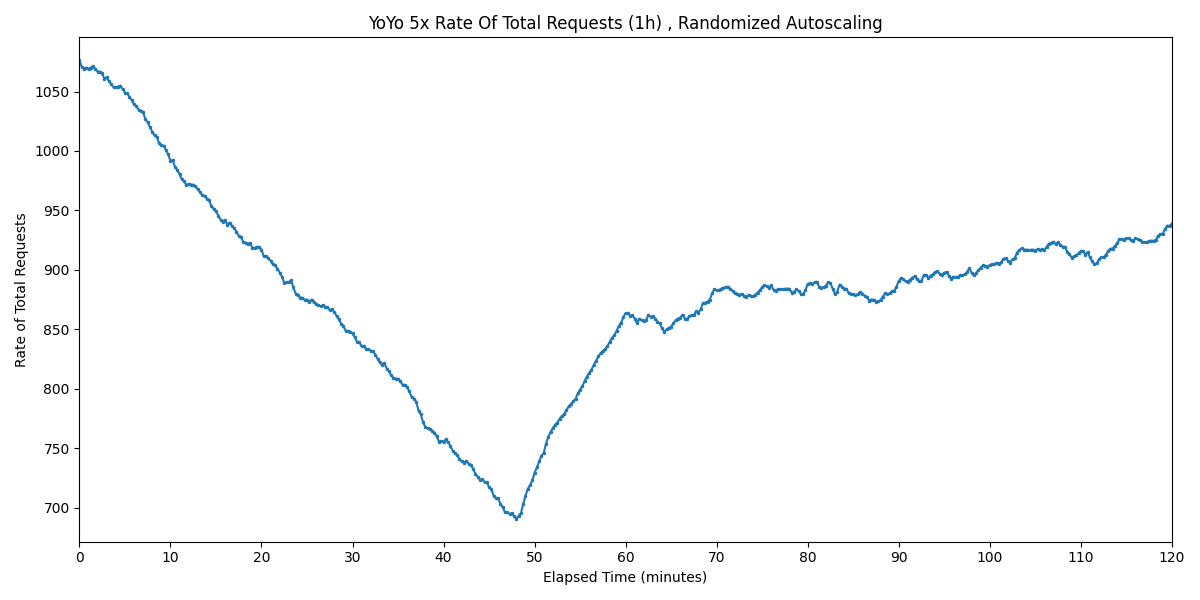 YoYo 5x Rate Of Total Requests (1h) , Randomized Autoscaling
Rate of Total Requests
1050
1000
950
900
850
800
750
700
0 10 20 30 40 50 60 70 80 90 100 110 120
Elapsed Time (minutes)